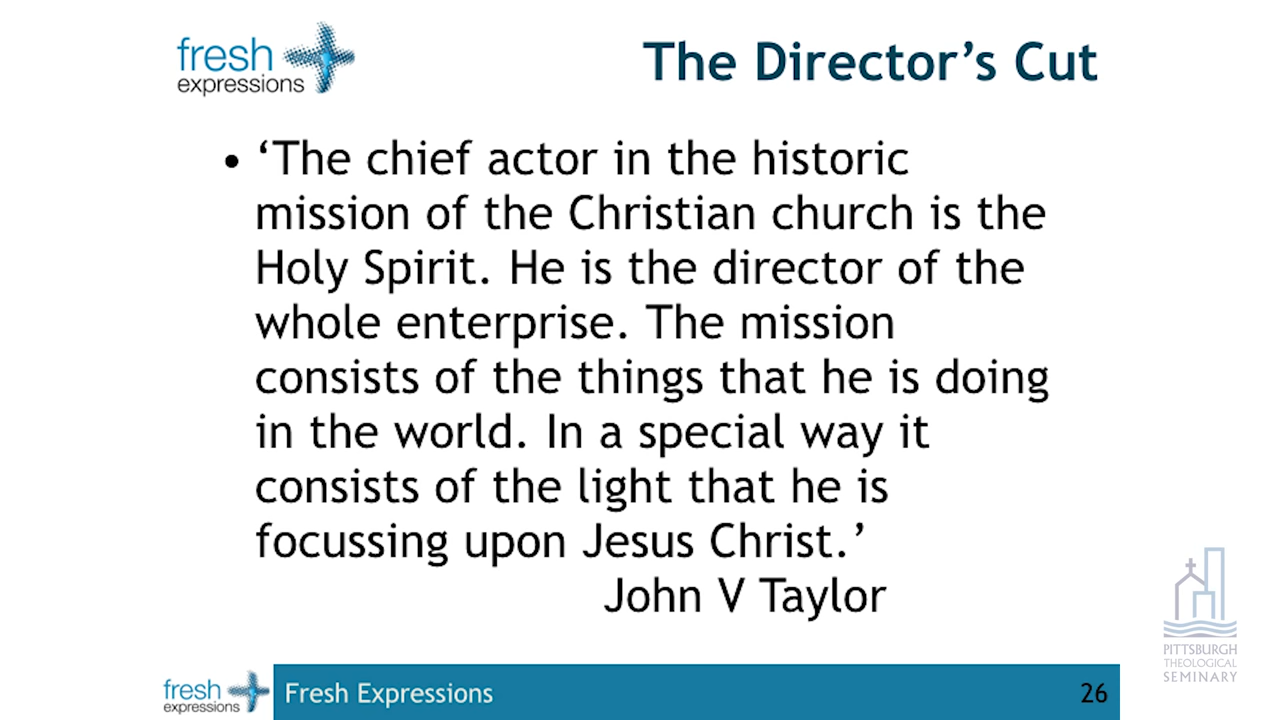 fresh
expressions
The Director’s Cut
• ‘The chief actor in the historic
mission of the Christian church is the
Holy Spirit. He is the director of the
whole enterprise. The mission
consists of the things that he is doing
in the world. In a special way it
consists of the light that he is
focussing upon Jesus Christ.’
John V Taylor
PITTSBURGH
THEOLOGICAL
SEMINARY
fresh
expressions
Fresh Expressions
26